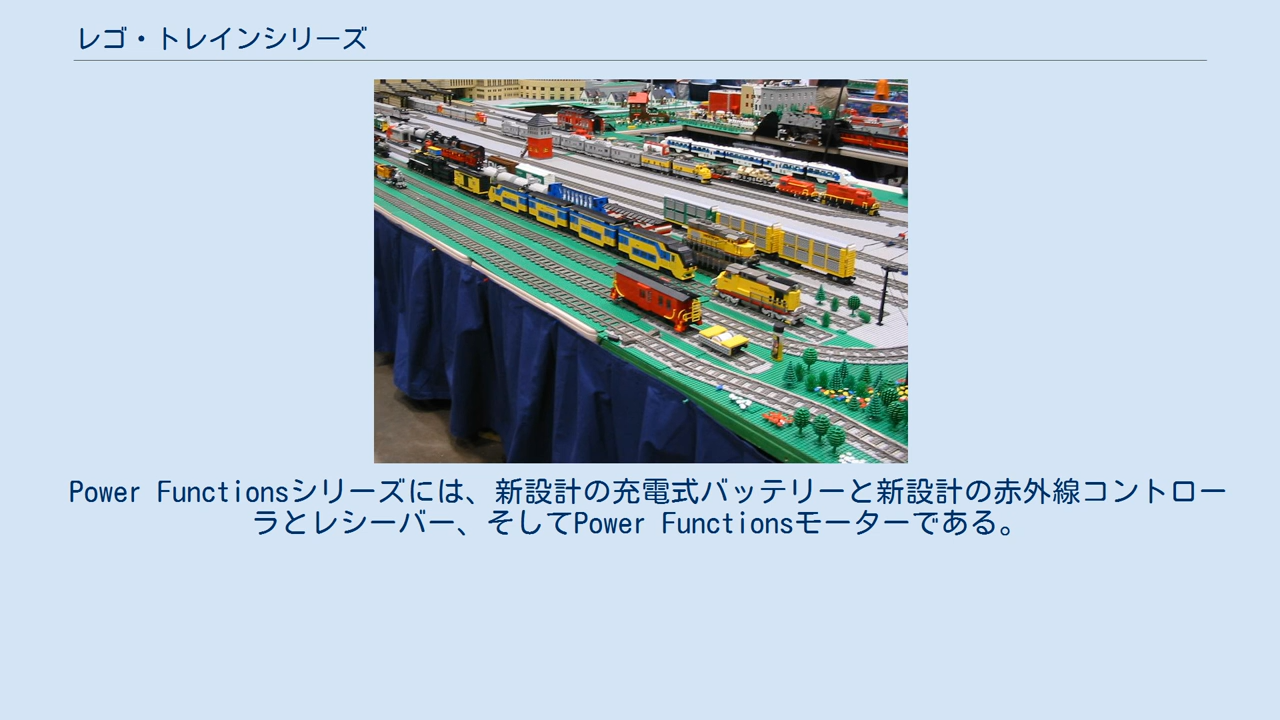 レゴ・トレインシリーズ
Power Functionsシリーズには、新設計の充電式バッテリーと新設計の赤外線コントロー
ラとレシーバー、そしてPower Functionsモーターである。